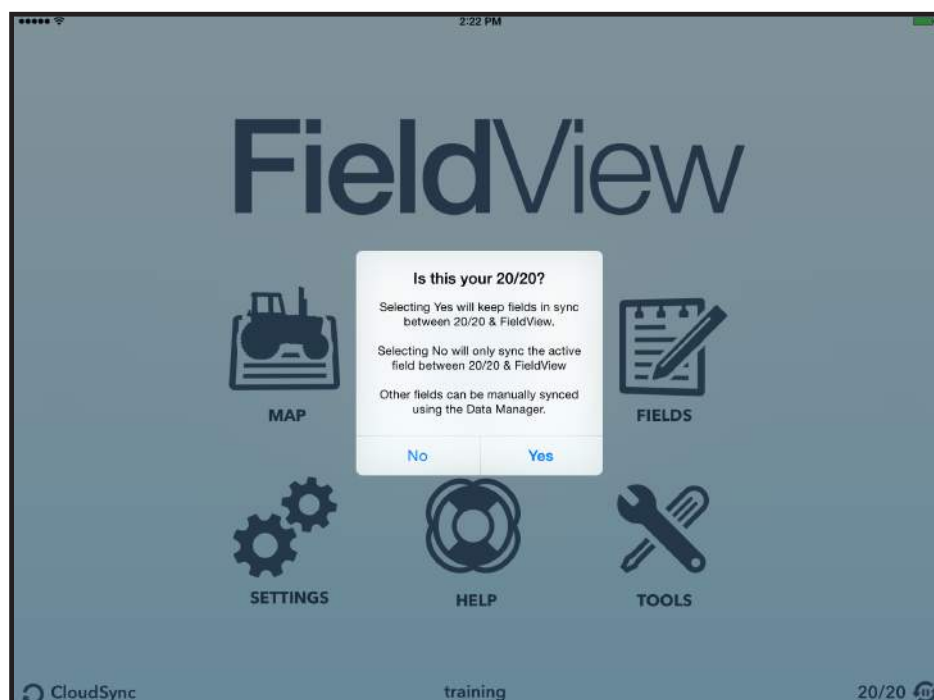 2:22 PM
FieldView
Is this your 20/20?
Selecting Yes will keep fields in sync
between 20/20 & FieldView.
Selecting No will only sync the active
field between 20/20 & FieldView
Other fields can be manually synced
using the Data Manager.
No Yes
MAP FIELDS
SETTINGS HELP TOOLS
CloudSync training 20/20